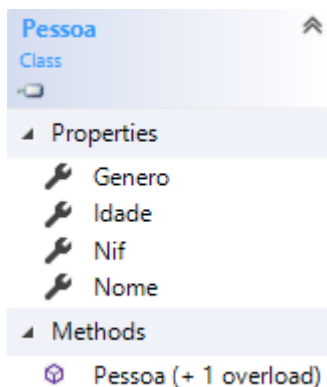 Pessoa
Class
Properties
Genero
Idade
Nif
Nome
Methods
Pessoa (+ 1 overload)